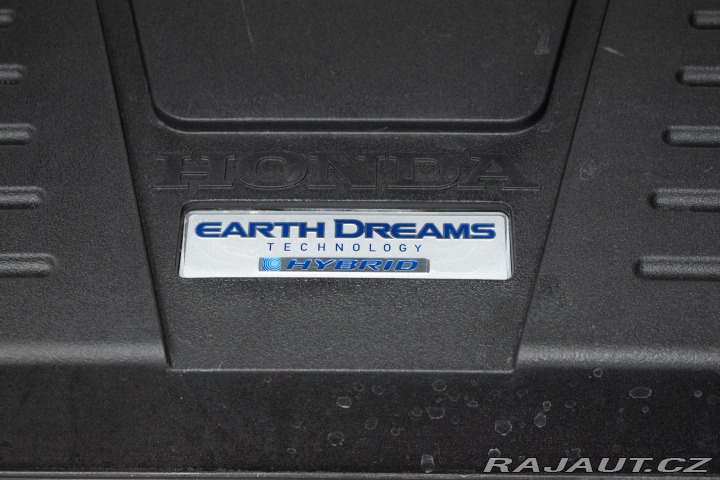 HONDA
EARTH DREAMS
TECHNOLOGY
HYBRID
RAJAUT.CZ